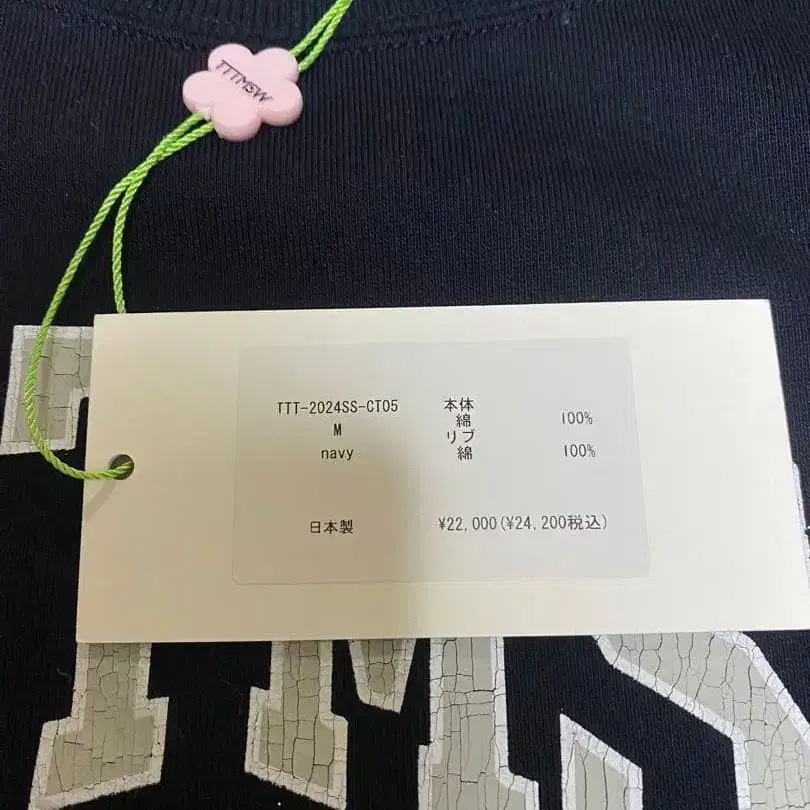 TTTMSW
TTT-2024SS-CT05
M
navy
本体
綿 100%
リブ
綿 100%
日本製 ¥22,000(¥24,200税込)